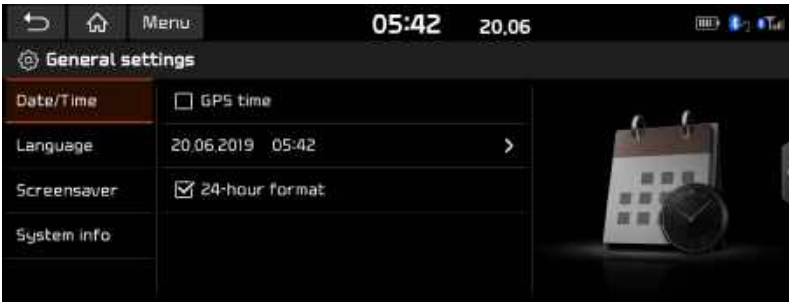 Menu 05:42 20.06
General settings
Date/Time
GPS time
Language
20.06.2019 05:42
Screensaver
24-hour format
System info